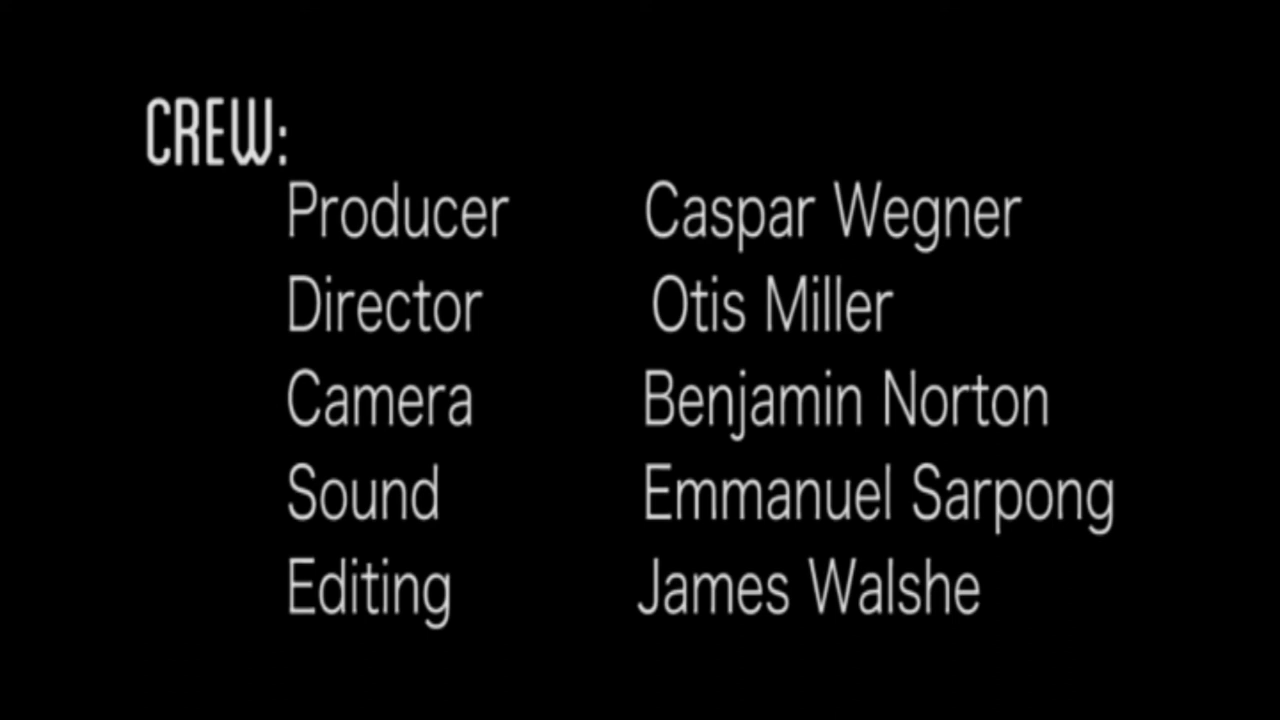 CREW:
Producer Caspar Wegner
Director Otis Miller
Camera Benjamin Norton
Sound Emmanuel Sarpong
Editing James Walshe